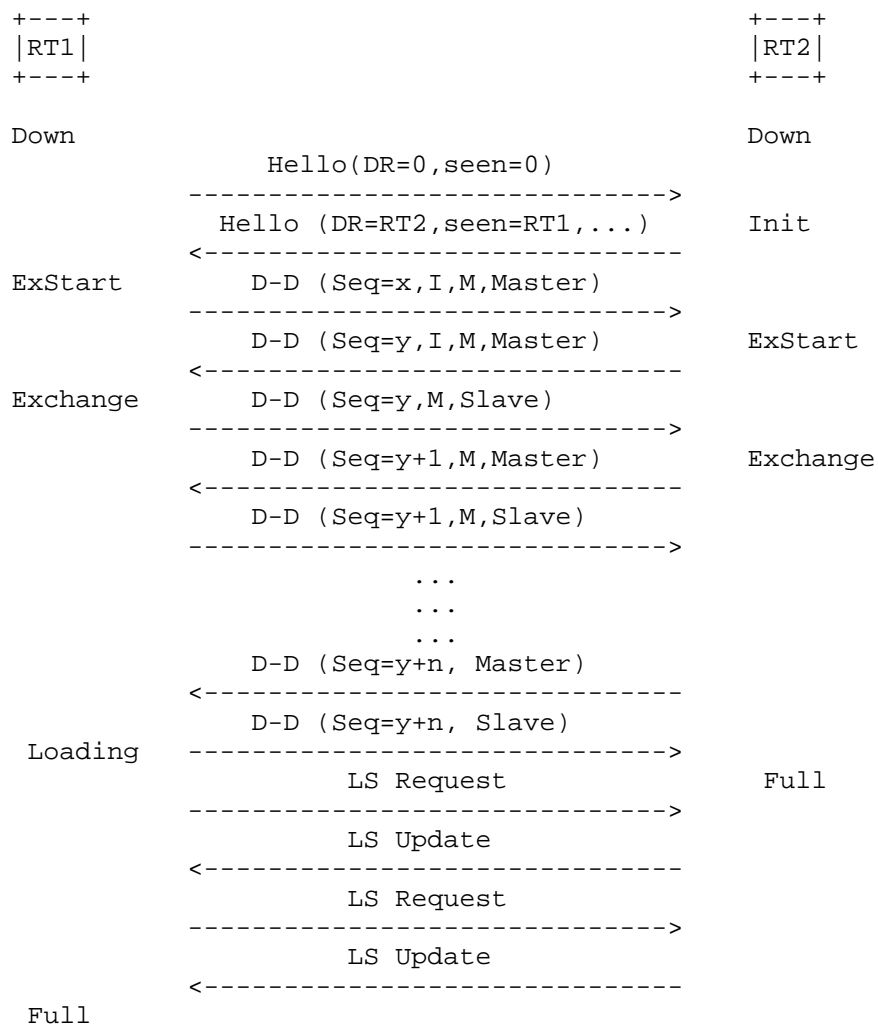 +---+                                         +---+
|RT1|                                         |RT2|
+---+                                         +---+
Down                                          Down
                Hello(DR=0,seen=0)
           ------------------------------>
             Hello (DR=RT2,seen=RT1,...)      Init
           <------------------------------
ExStart        D-D (Seq=x,I,M,Master)
           ------------------------------>
               D-D (Seq=y,I,M,Master)         ExStart
           <------------------------------
Exchange       D-D (Seq=y,M,Slave)
           ------------------------------>
               D-D (Seq=y+1,M,Master)         Exchange
           <------------------------------
               D-D (Seq=y+1,M,Slave)
           ------------------------------>
                         ...
                         ...
                         ...
               D-D (Seq=y+n, Master)
           <------------------------------
               D-D (Seq=y+n, Slave)
 Loading   ------------------------------>
                     LS Request                Full
           ------------------------------>
                     LS Update
           <------------------------------
                     LS Request
           ------------------------------>
                     LS Update
           <------------------------------
 Full